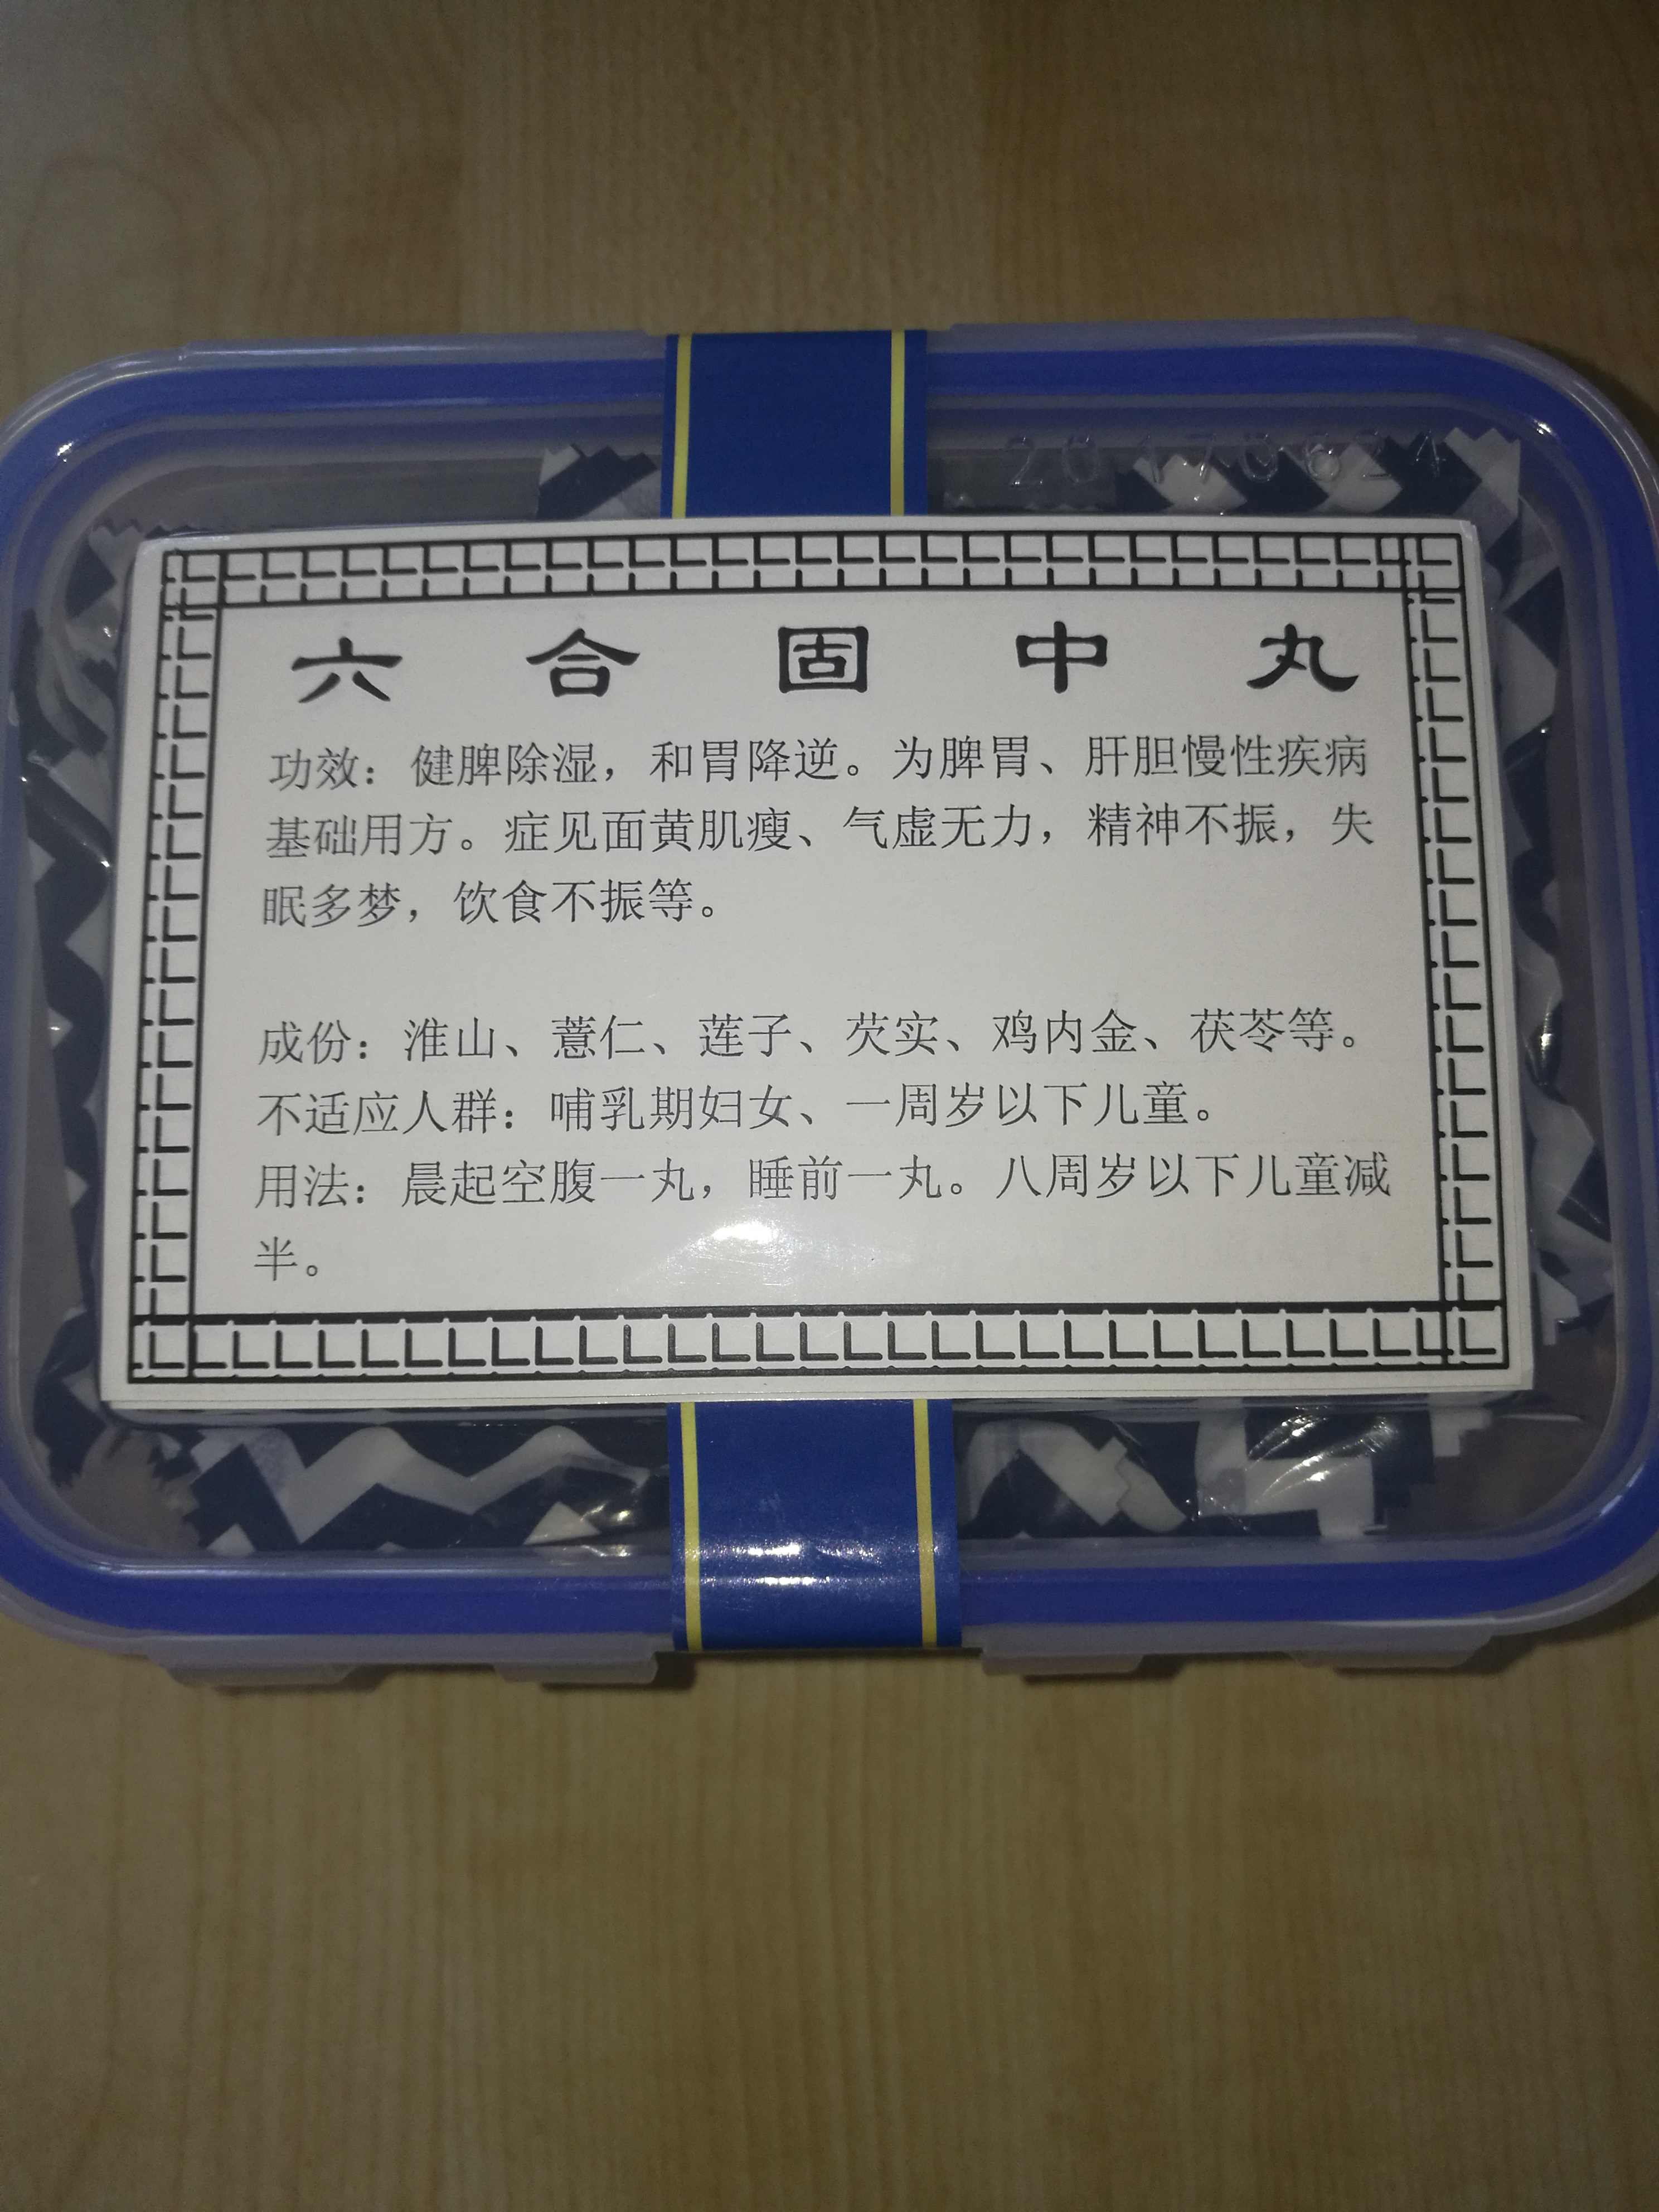 20170624
六合固中丸
功效：健脾除湿，和胃降逆。为脾胃、肝胆慢性疾病
基础用方。症见面黄肌瘦、气虚无力，精神不振，失
眠多梦，饮食不振等。
成份：淮山、薏仁、莲子、芡实、鸡内金、茯苓等。
不适应人群：哺乳期妇女、一周岁以下儿童。
用法：晨起空腹一丸，睡前一丸。八周岁以下儿童减
半。